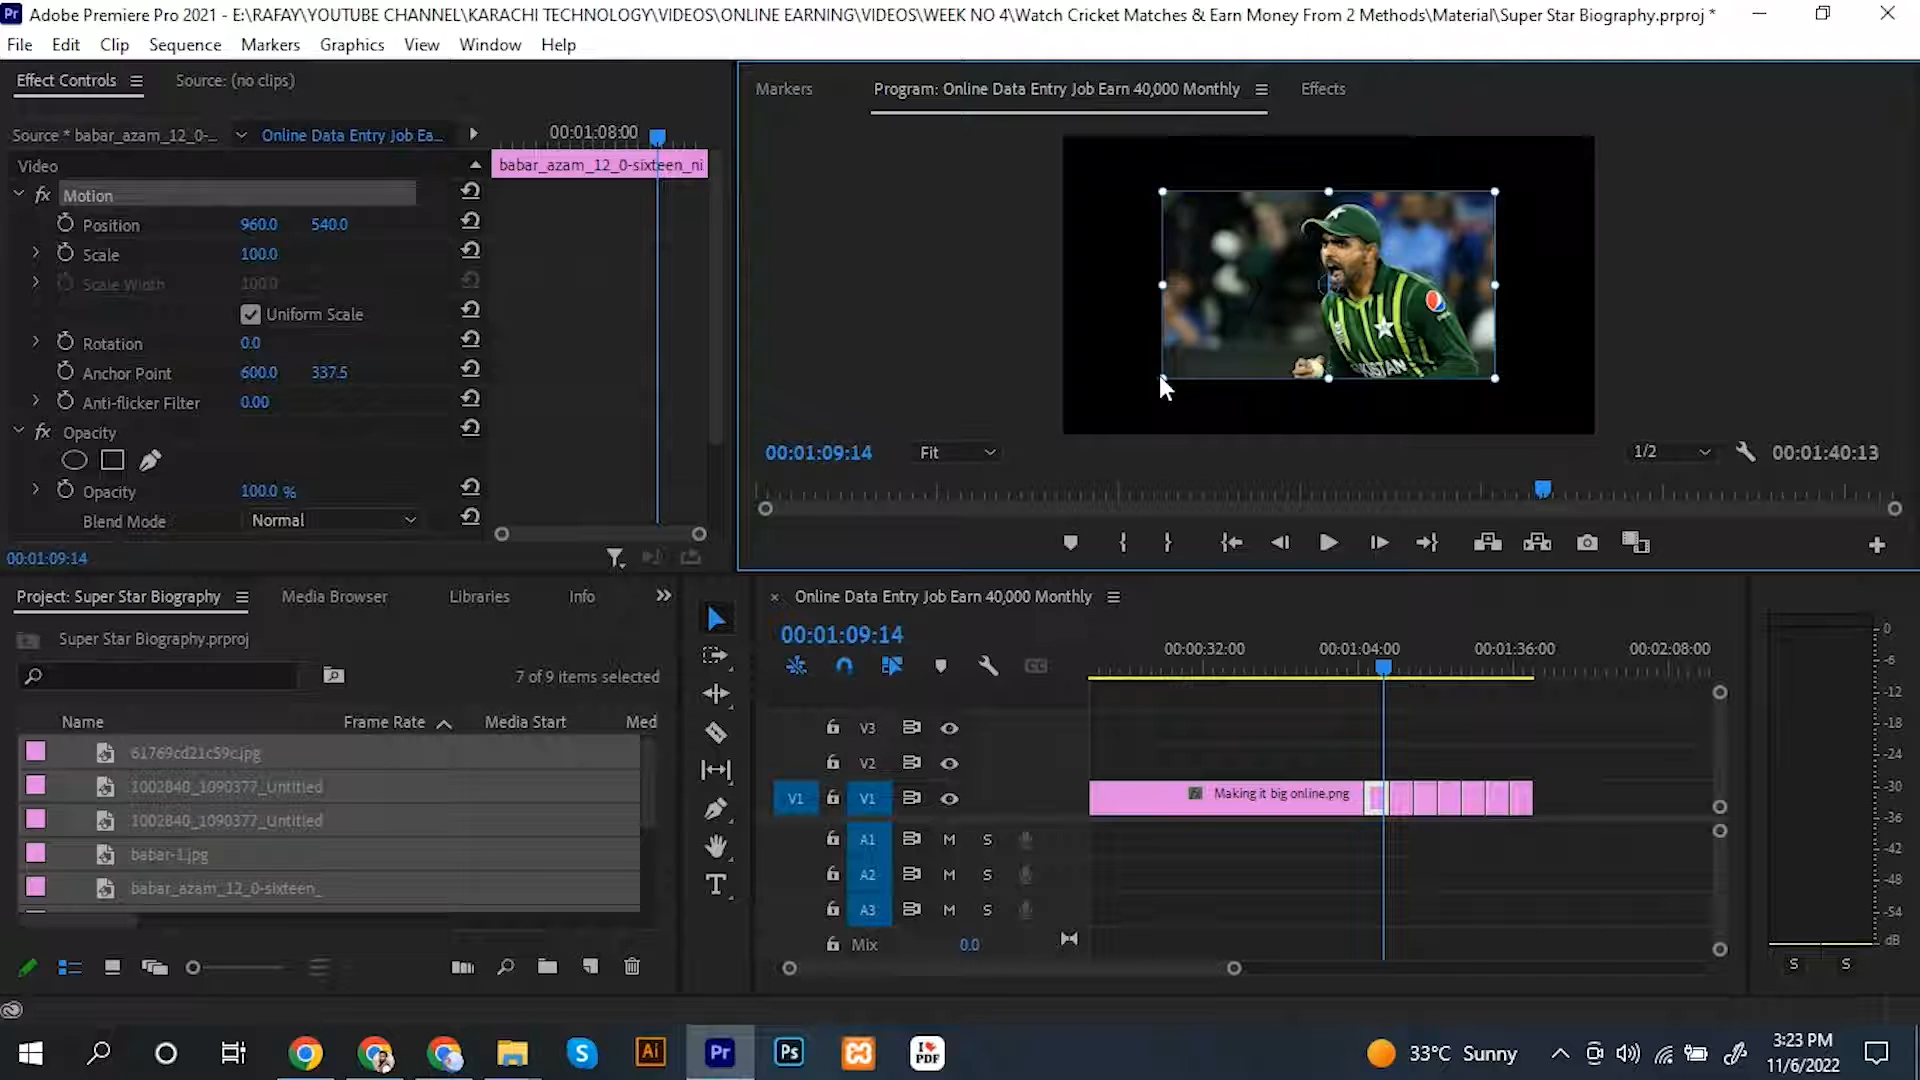 Adobe Premiere Pro 2021 - E:\RAFAY\YOUTUBE CHANNEL\KARACHI TECHNOLOGY\VIDEOS\ONLINE EARNING\VIDEOS\WEEK NO 4\Watch Cricket Matches & Earn Money From 2 Methods\Material\Super Star Biography.prproj *
File Edit Clip Sequence Markers Graphics View Window Help
Effect Controls Source: (no clips)
Markers Program: Online Data Entry Job Earn 40,000 Monthly Effects
Source * babar_azam_12_0-... Online Data Entry Job Ea... 00:01:08:00
Video babar_azam_12_0-sixteen_ni
fx Motion
Position 960.0 540.0
Scale 100.0
Scale Width 100.0
Uniform Scale
Rotation 0.0
Anchor Point 600.0 337.5
Anti-flicker Filter 0.00
fx Opacity
Opacity 100.0 %
Blend Mode Normal
00:01:09:14
00:01:09:14 Fit 1/2 00:01:40:13
Project: Super Star Biography Media Browser Libraries Info
Super Star Biography.prproj
7 of 9 items selected
Name Frame Rate Media Start Med
61769cd21c59c.jpg
1002840_1090377_Untitled
1002840_1090377_Untitled
babar-1.jpg
babar_azam_12_0-sixteen_
× Online Data Entry Job Earn 40,000 Monthly
00:01:09:14
00:00:32:00 00:01:04:00 00:01:36:00 00:02:08:00
V3
V2
V1 V1 fx Making it big online.png
A1 M S
A2 M S
A3 M S
Mix 0.0
0
-6
-12
-18
-24
-30
-36
-42
-48
-54
dB
S S
Ai Pr Ps I PDF
33°C Sunny
3:23 PM
11/6/2022